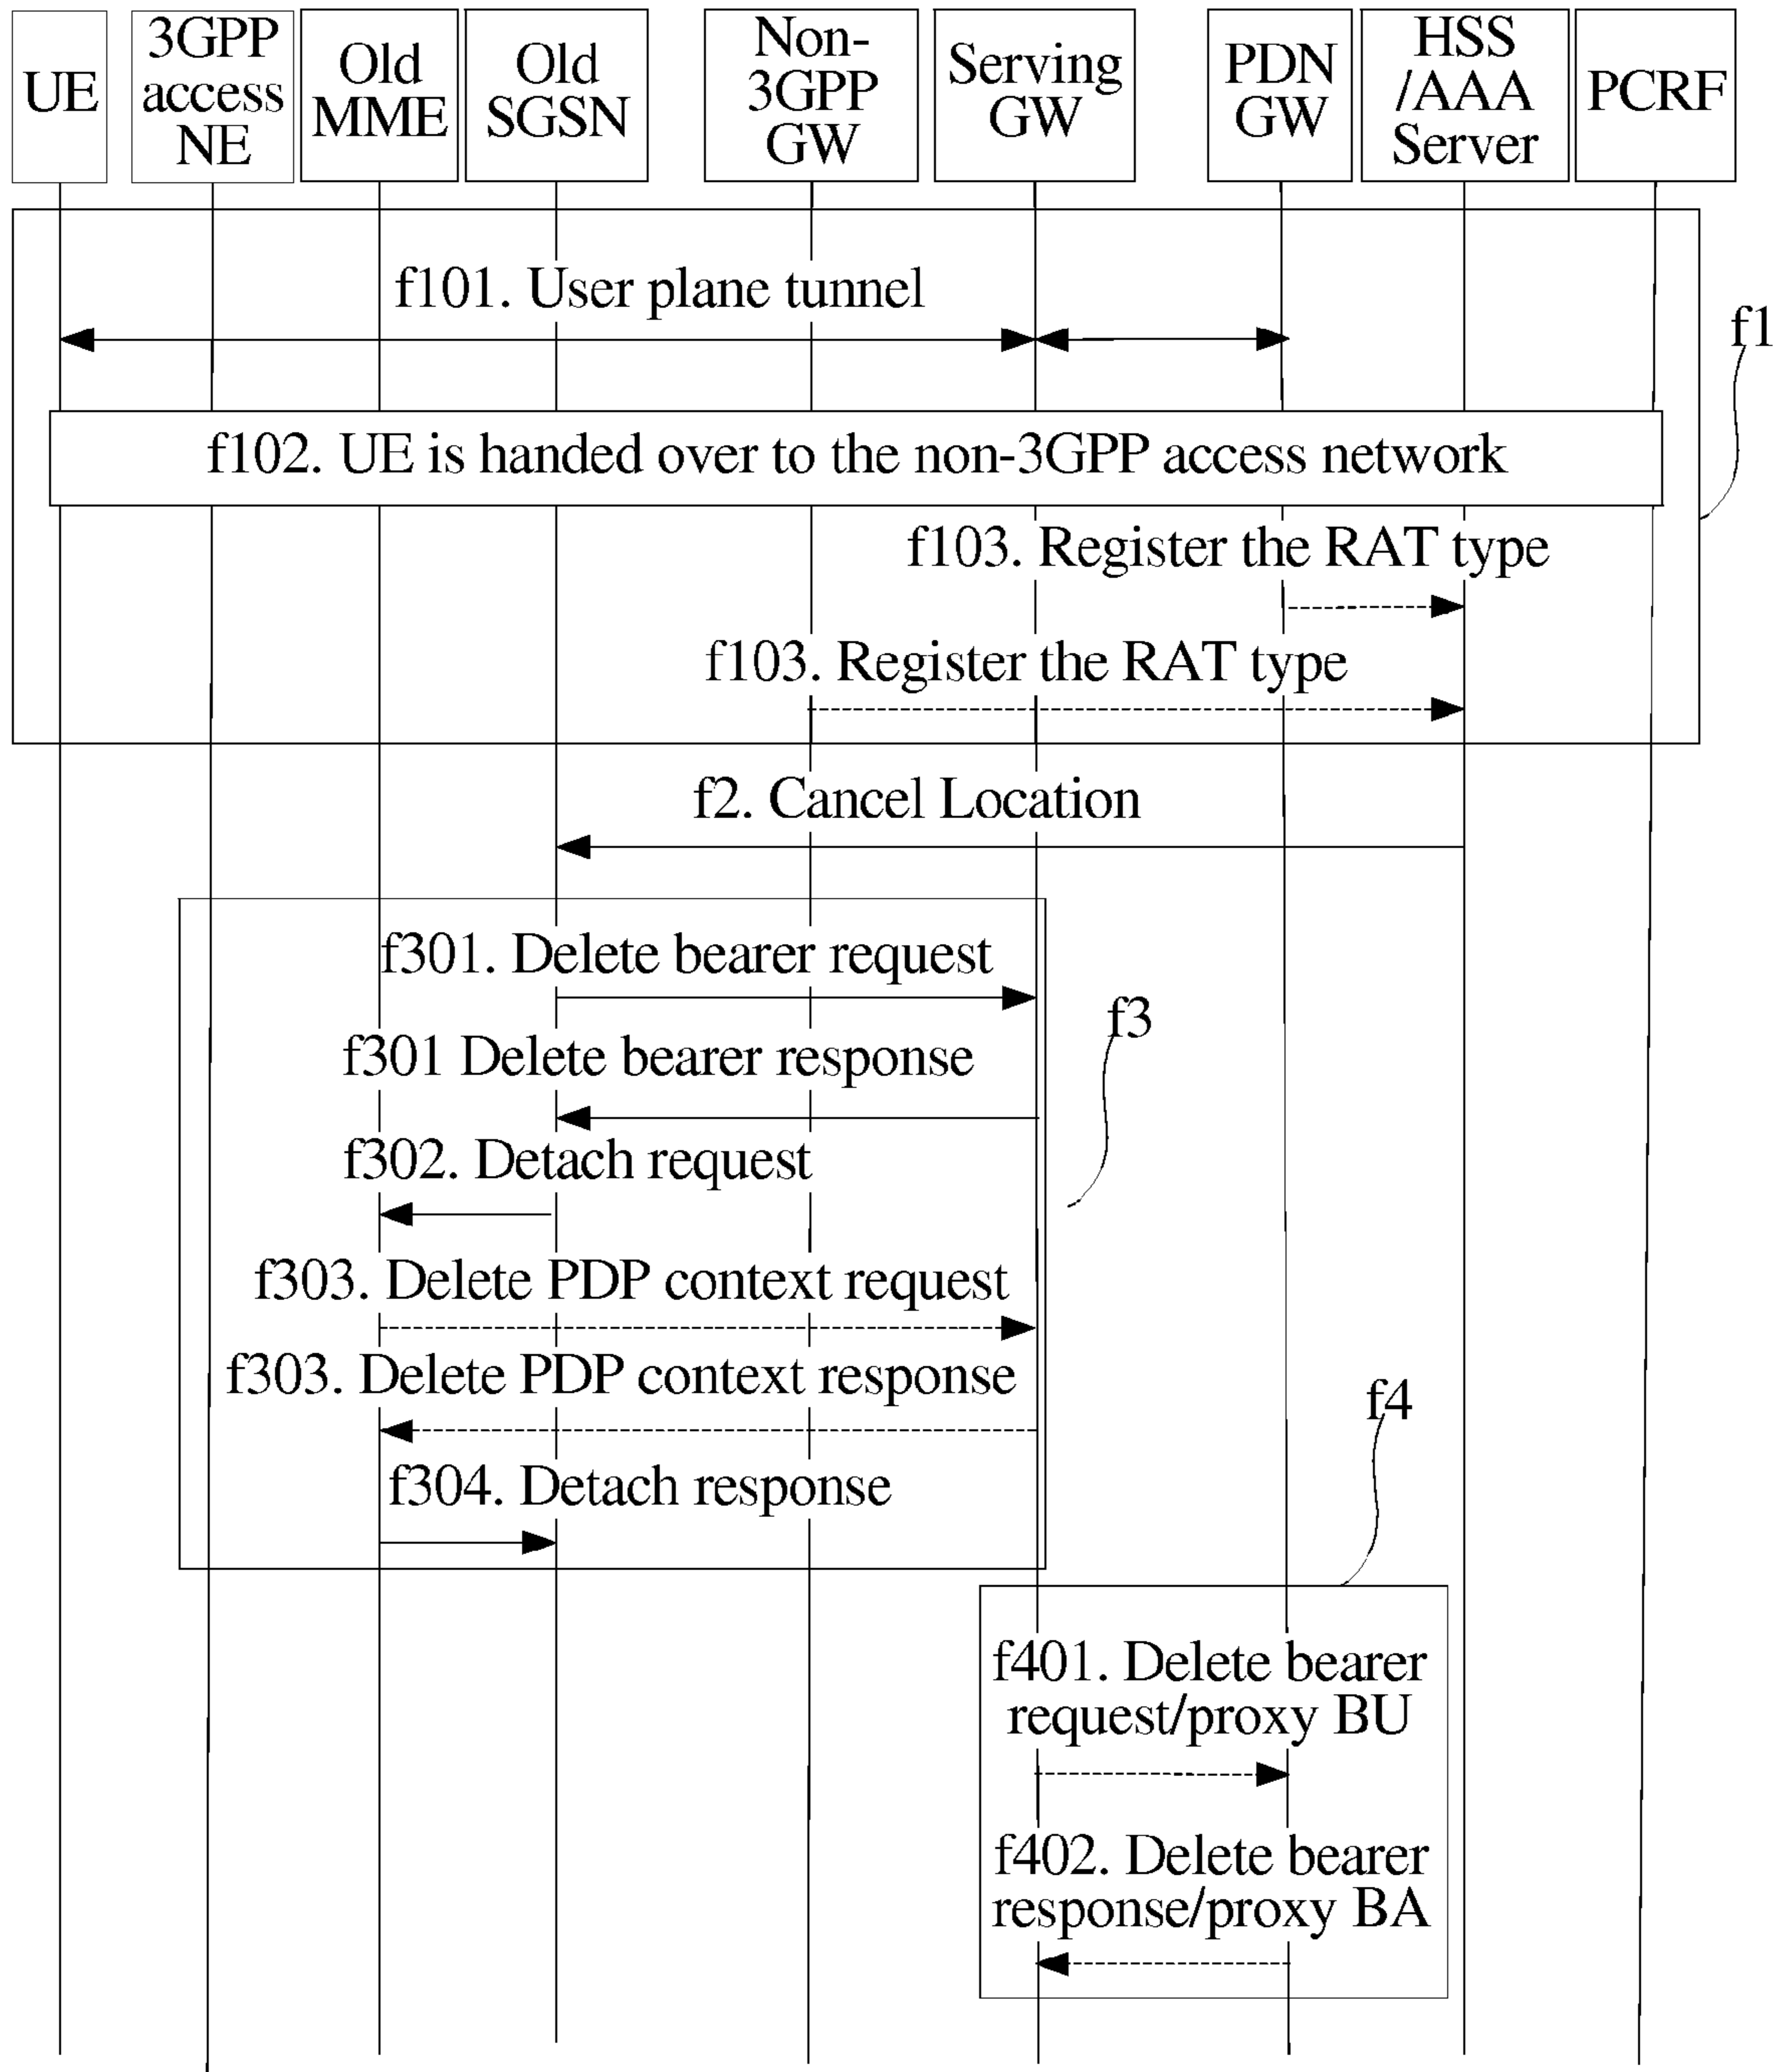 UE
3GPP
access
NE
Old
MME
Old
SGSN
Non-
3GPP
GW
Serving
GW
PDN
GW
HSS
/AAA
Server
PCRF
f101. User plane tunnel
f1
f102. UE is handed over to the non-3GPP access network
f103. Register the RAT type
f103. Register the RAT type
f2. Cancel Location
f301. Delete bearer request
f3
f301 Delete bearer response
f302. Detach request
f303. Delete PDP context request
f303. Delete PDP context response
f4
f304. Detach response
f401. Delete bearer
request/proxy BU
f402. Delete bearer
response/proxy BA